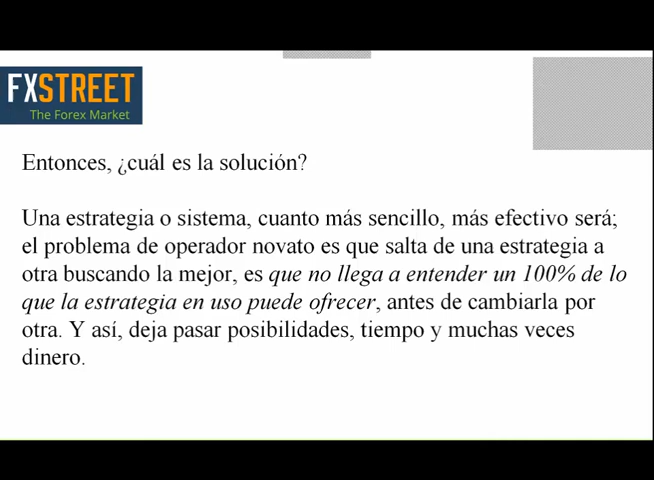 FXSTREET
The Forex Market
Entonces, ¿cuál es la solución?
Una estrategia o sistema, cuanto más sencillo, más efectivo será;
el problema de operador novato es que salta de una estrategia a
otra buscando la mejor, es que no llega a entender un 100% de lo
que la estrategia en uso puede ofrecer, antes de cambiarla por
otra. Y así, deja pasar posibilidades, tiempo y muchas veces
dinero.